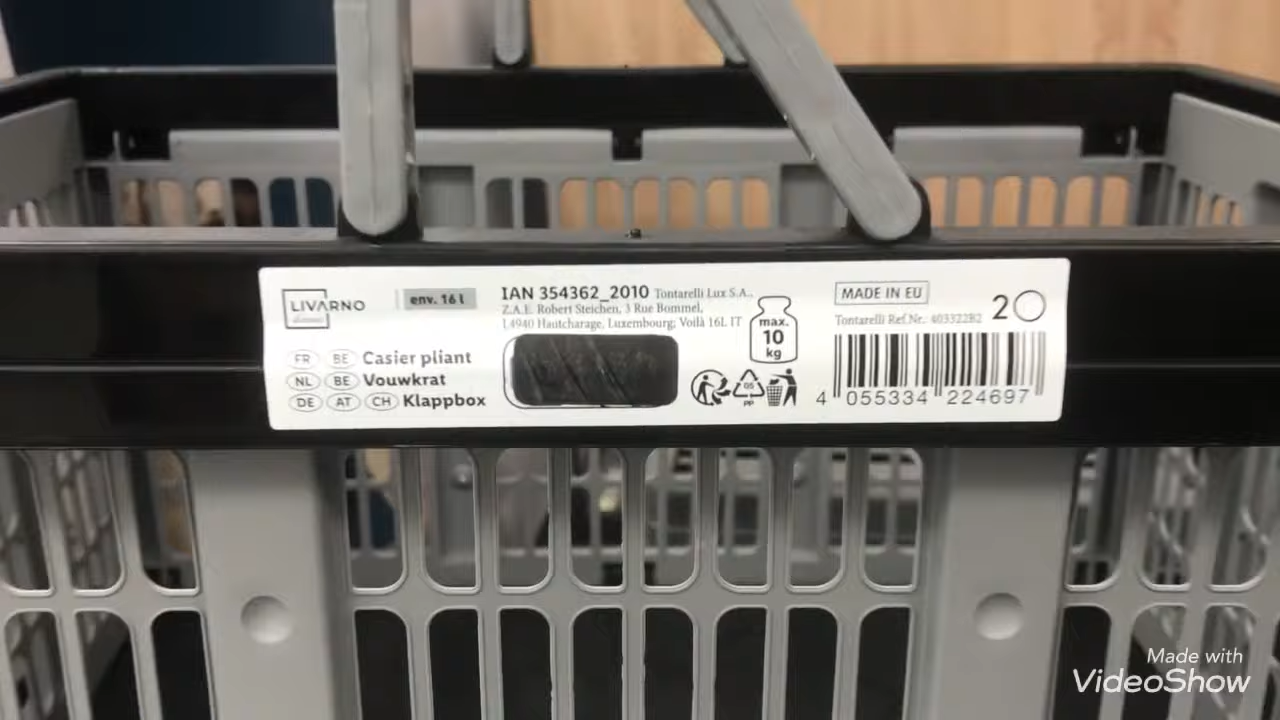 LIVARNO
env. 16 l
FR BE Casier pliant
NL BE Vouwkrat
DE AT CH Klappbox
IAN 354362_2010 Tontarelli Lux S.A.,
Z.A.E. Robert Steichen, 3 Rue Bommel,
L4940 Hautcharage, Luxembourg; Voilà 16L IT
max.
10
kg
05
PP
MADE IN EU
2
Tontarelli Ref.Nr.: 403322B2
4 055334 224697
Made with
VideoShow